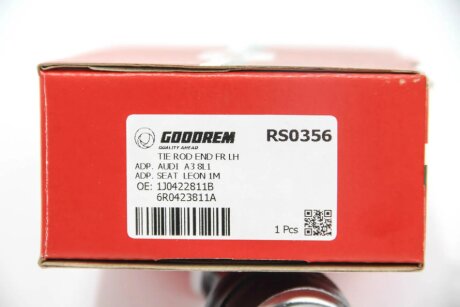 GODOREM RS0356
QUALITY AHEAD
TIE ROD END FR LH
ADP. AUDI A3 8L1
ADP. SEAT LEON 1M
OE: 1J0422811B
6R0423811A
1 Pcs